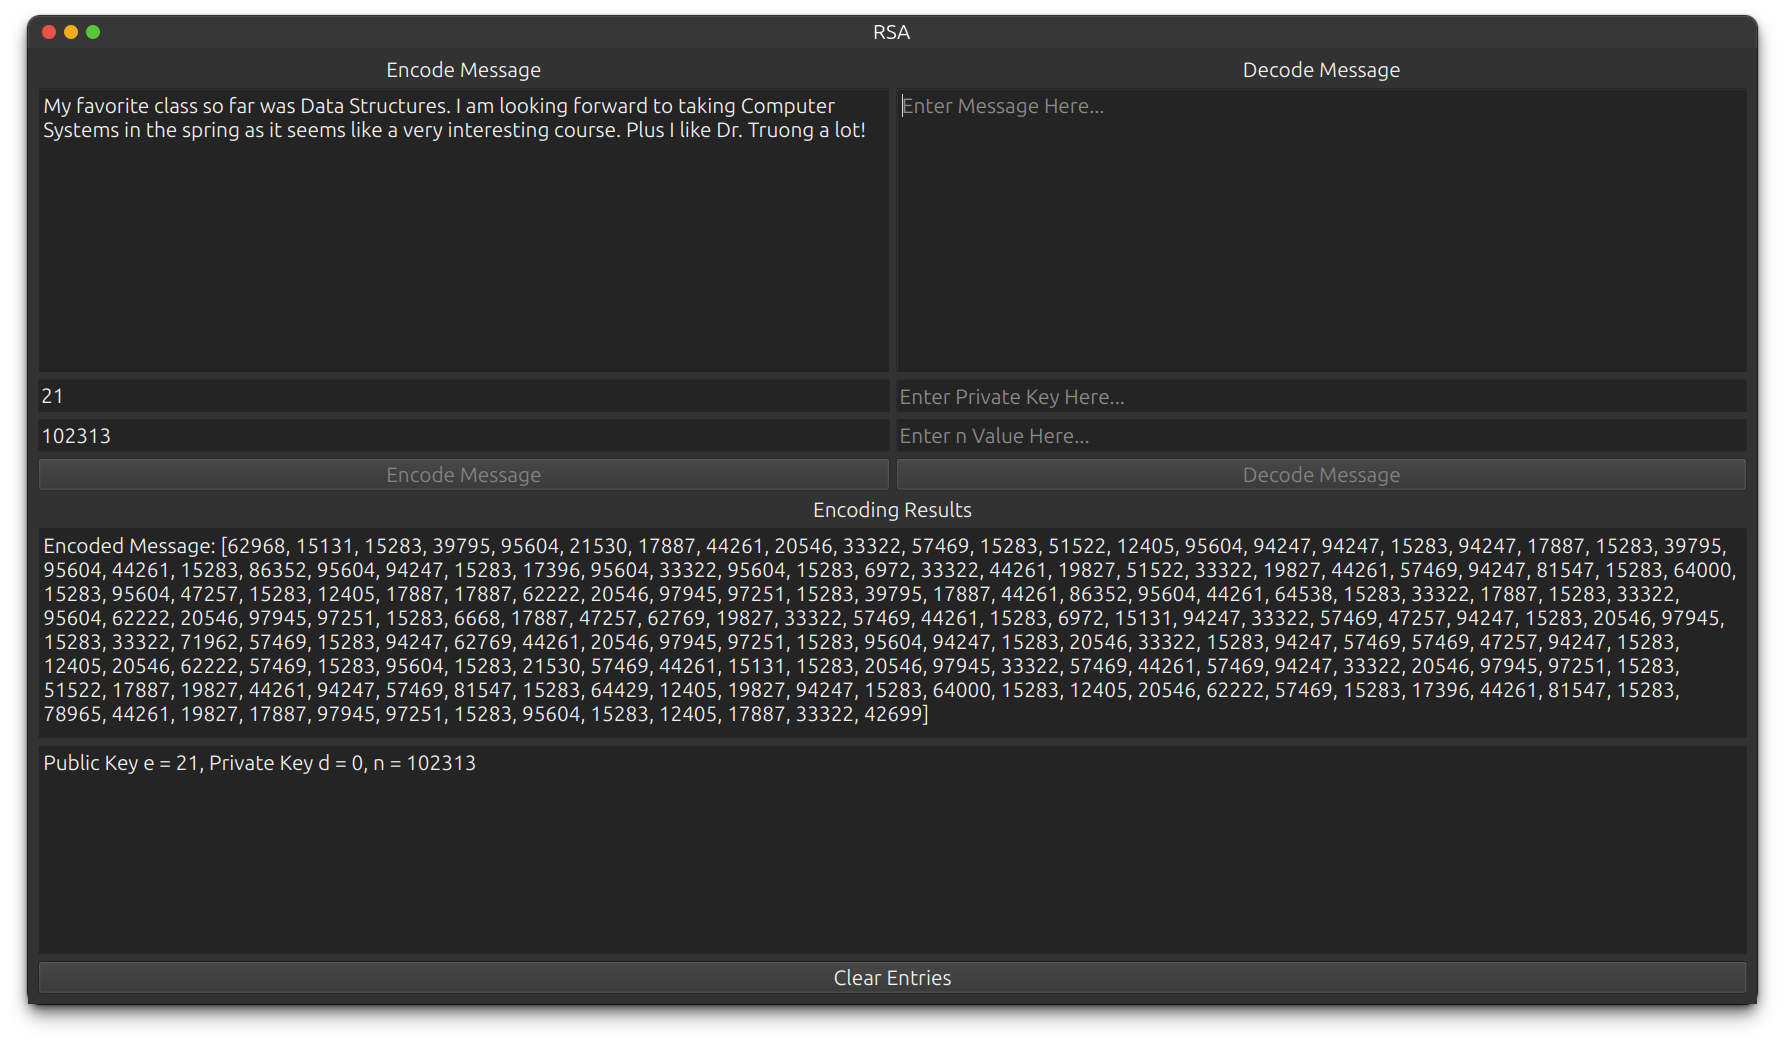 RSA
Encode Message
Decode Message
My favorite class so far was Data Structures. I am looking forward to taking Computer
Systems in the spring as it seems like a very interesting course. Plus I like Dr. Truong a lot!
Enter Message Here...
21
Enter Private Key Here...
102313
Enter n Value Here...
Encode Message
Decode Message
Encoding Results
Encoded Message: [62968, 15131, 15283, 39795, 95604, 21530, 17887, 44261, 20546, 33322, 57469, 15283, 51522, 12405, 95604, 94247, 94247, 15283, 94247, 17887, 15283, 39795,
95604, 44261, 15283, 86352, 95604, 94247, 15283, 17396, 95604, 33322, 95604, 15283, 6972, 33322, 44261, 19827, 51522, 33322, 19827, 44261, 57469, 94247, 81547, 15283, 64000,
15283, 95604, 47257, 15283, 12405, 17887, 17887, 62222, 20546, 97945, 97251, 15283, 39795, 17887, 44261, 86352, 95604, 44261, 64538, 15283, 33322, 17887, 15283, 33322,
95604, 62222, 20546, 97945, 97251, 15283, 6668, 17887, 47257, 62769, 19827, 33322, 57469, 44261, 15283, 6972, 15131, 94247, 33322, 57469, 47257, 94247, 15283, 20546, 97945,
15283, 33322, 71962, 57469, 15283, 94247, 62769, 44261, 20546, 97945, 97251, 15283, 95604, 94247, 15283, 20546, 33322, 15283, 94247, 57469, 57469, 47257, 94247, 15283,
12405, 20546, 62222, 57469, 15283, 95604, 15283, 21530, 57469, 44261, 15131, 15283, 20546, 97945, 33322, 57469, 44261, 57469, 94247, 33322, 20546, 97945, 97251, 15283,
51522, 17887, 19827, 44261, 94247, 57469, 81547, 15283, 64429, 12405, 19827, 94247, 15283, 64000, 15283, 12405, 20546, 62222, 57469, 15283, 17396, 44261, 81547, 15283,
78965, 44261, 19827, 17887, 97945, 97251, 15283, 95604, 15283, 12405, 17887, 33322, 42699]
Public Key e = 21, Private Key d = 0, n = 102313
Clear Entries